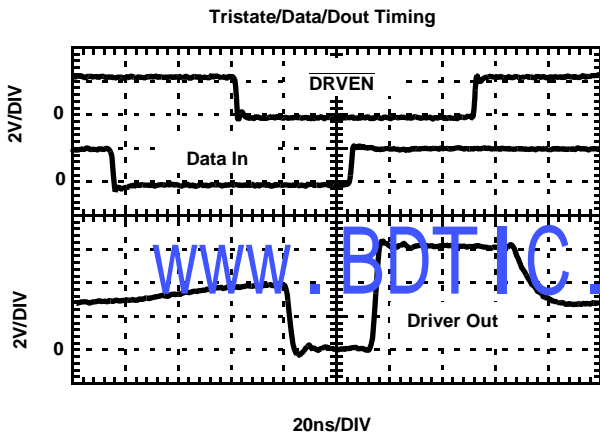 Tristate/Data/Dout Timing
2V/DIV
0
DRVEN
Data In
0
www.BDTIC.
2V/DIV
Driver Out
0
20ns/DIV